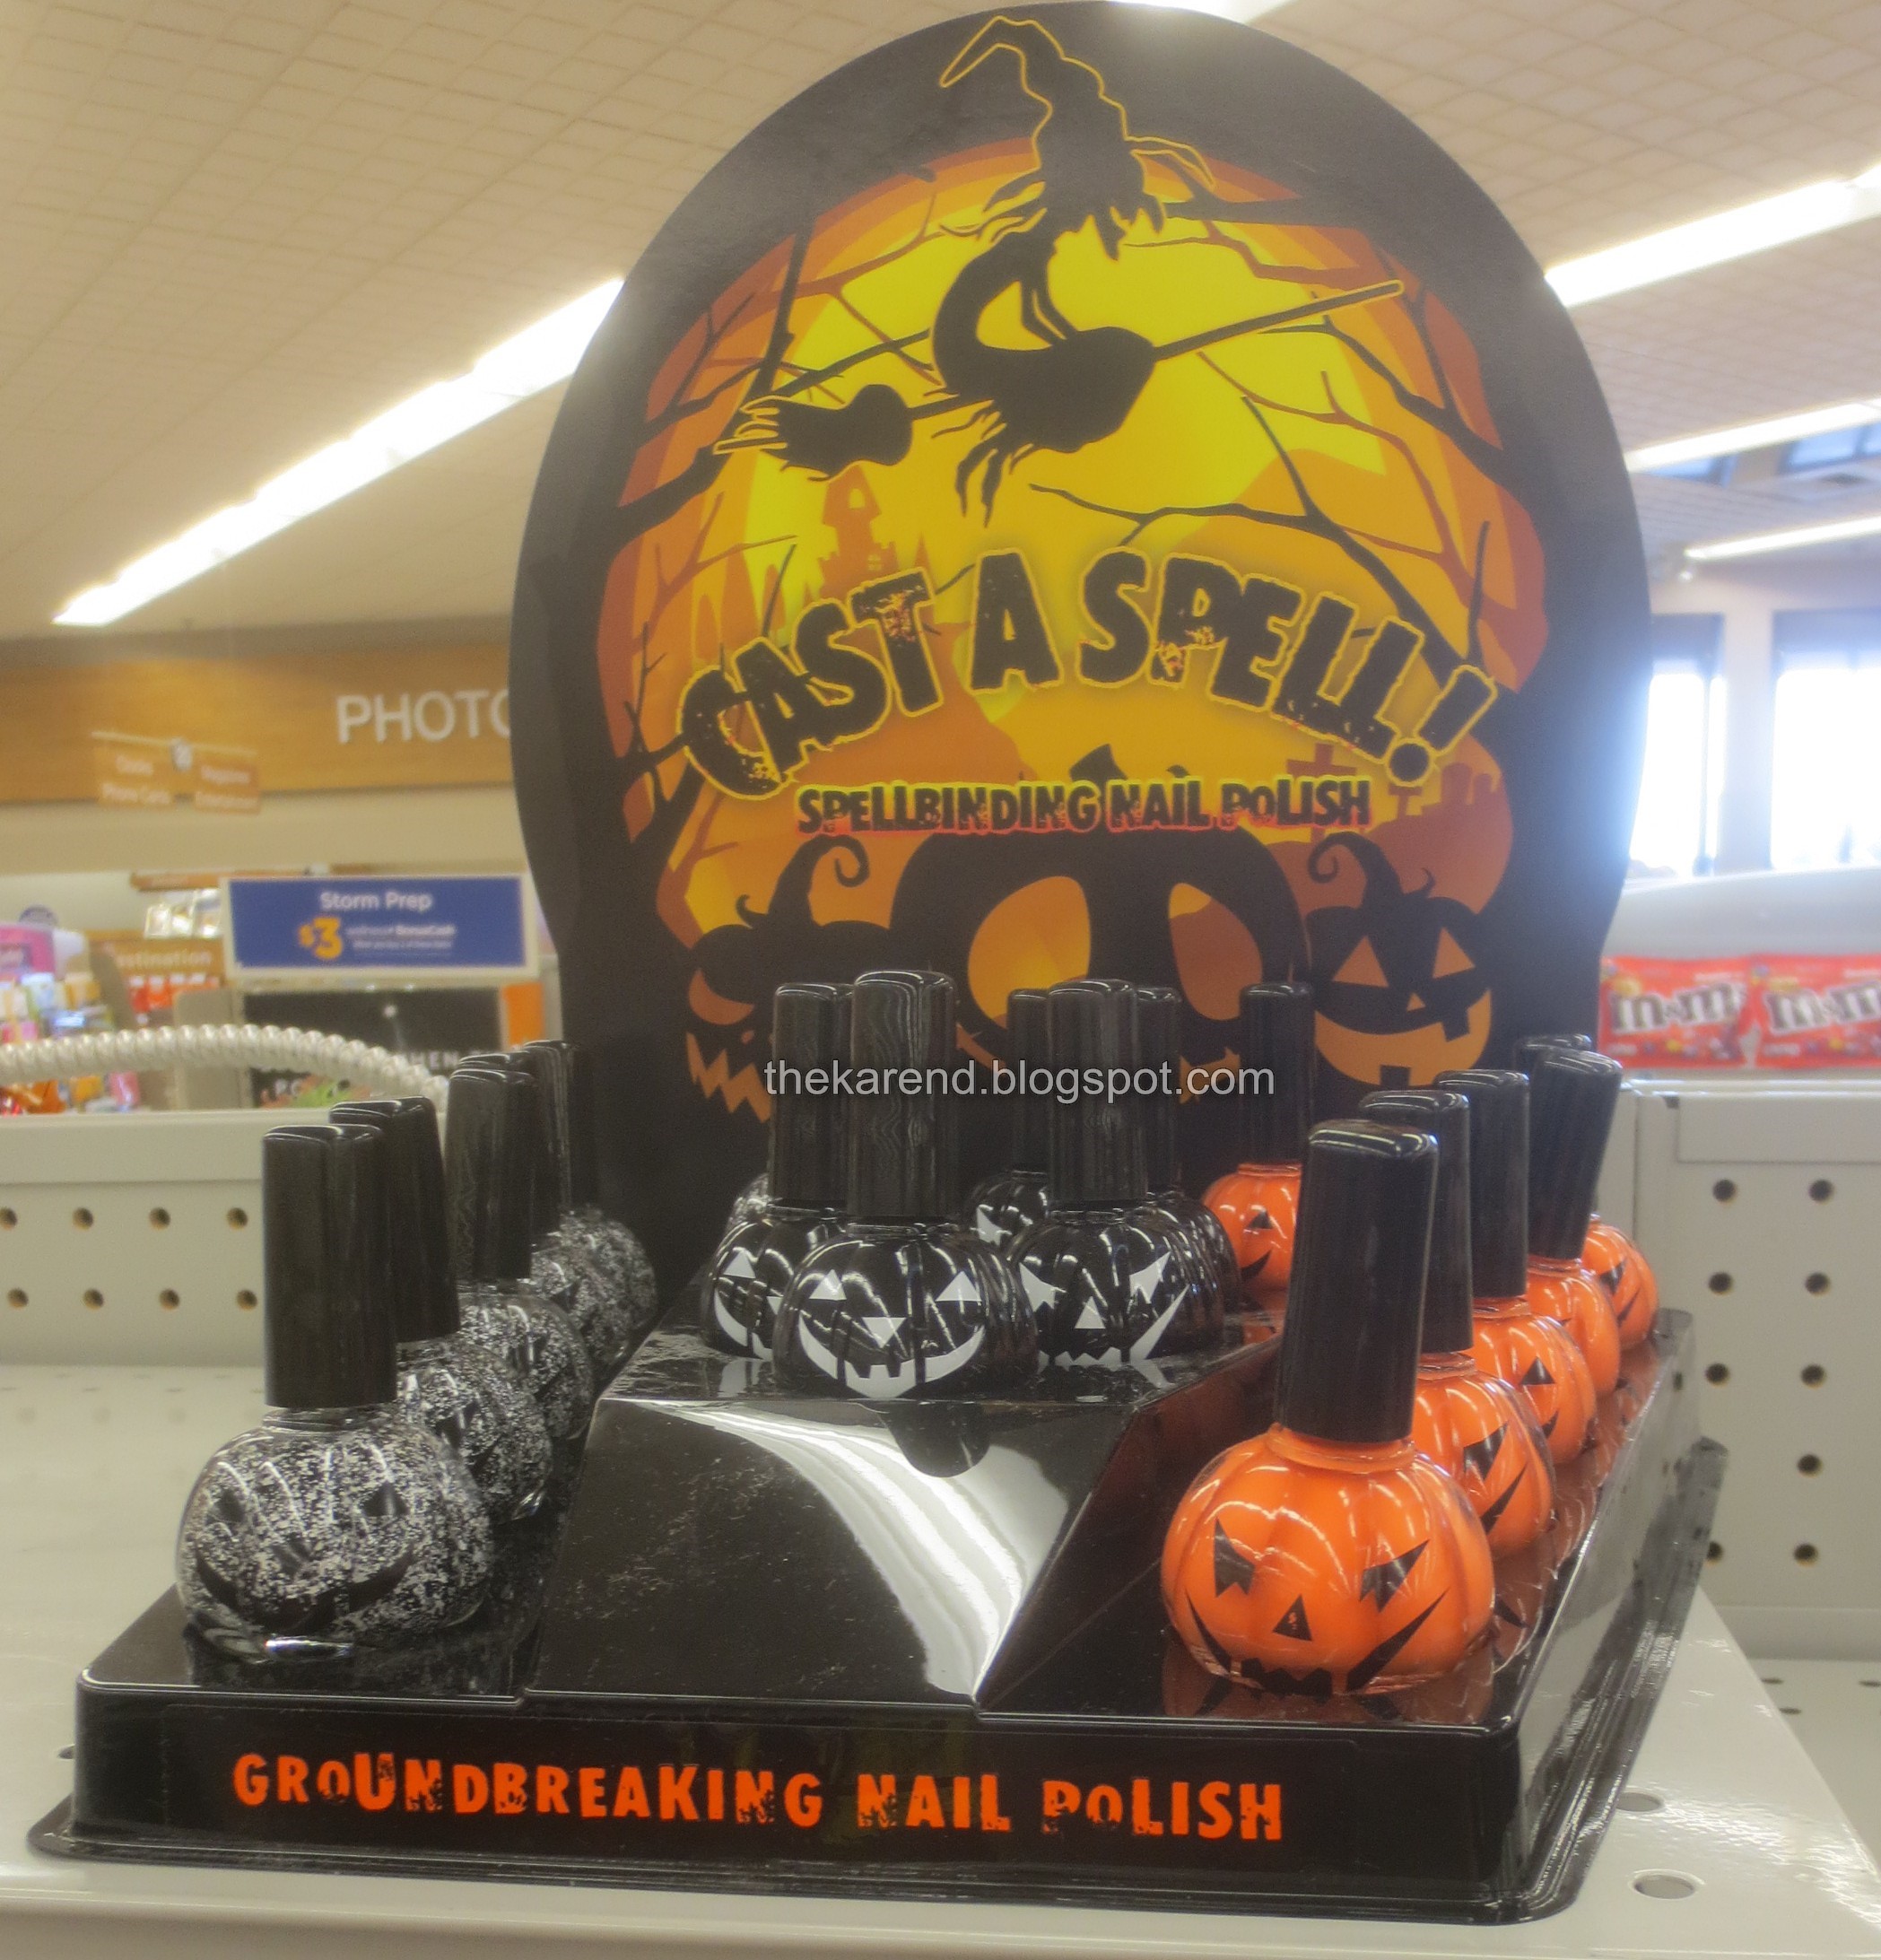 CAST A SPELL!
SPELLBINDING NAIL POLISH
PHOTO
Storm Prep
$3
m&m
m&m
thekarend.blogspot.com
GROUNDBREAKING NAIL POLISH